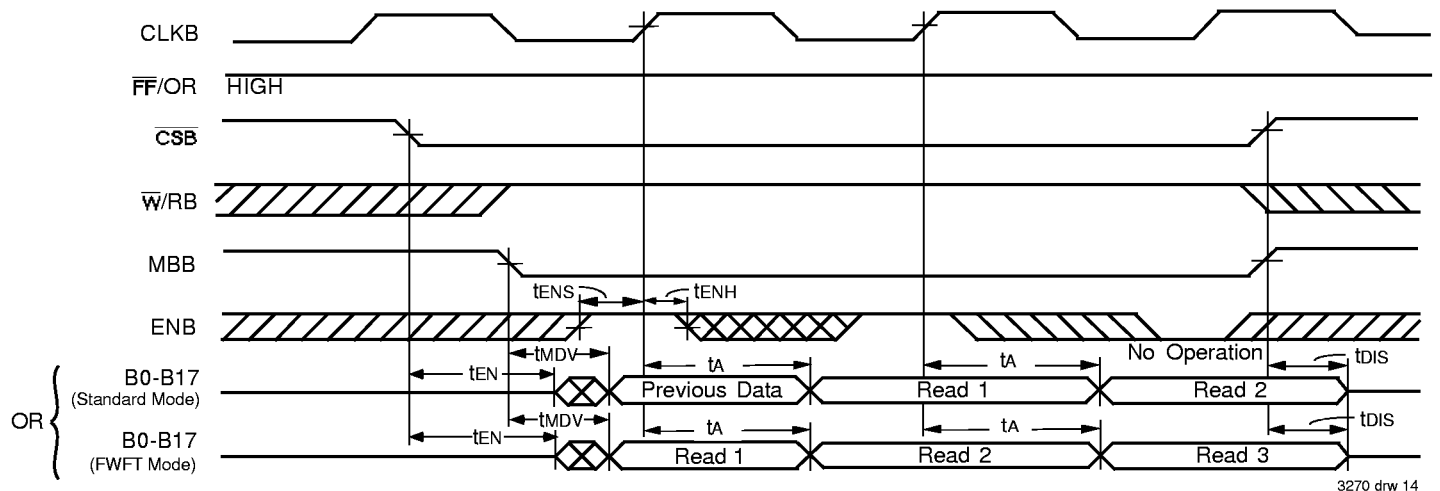 CLKB
FF/OR HIGH
CSB
W/RB
MBB
tENS tENH
ENB
tMDV tA tA No Operation tDIS
tEN
B0-B17 Previous Data Read 1 Read 2
(Standard Mode)
OR
tMDV tA tA tDIS
tEN
B0-B17 Read 1 Read 2 Read 3
(FWFT Mode)
3270 drw 14